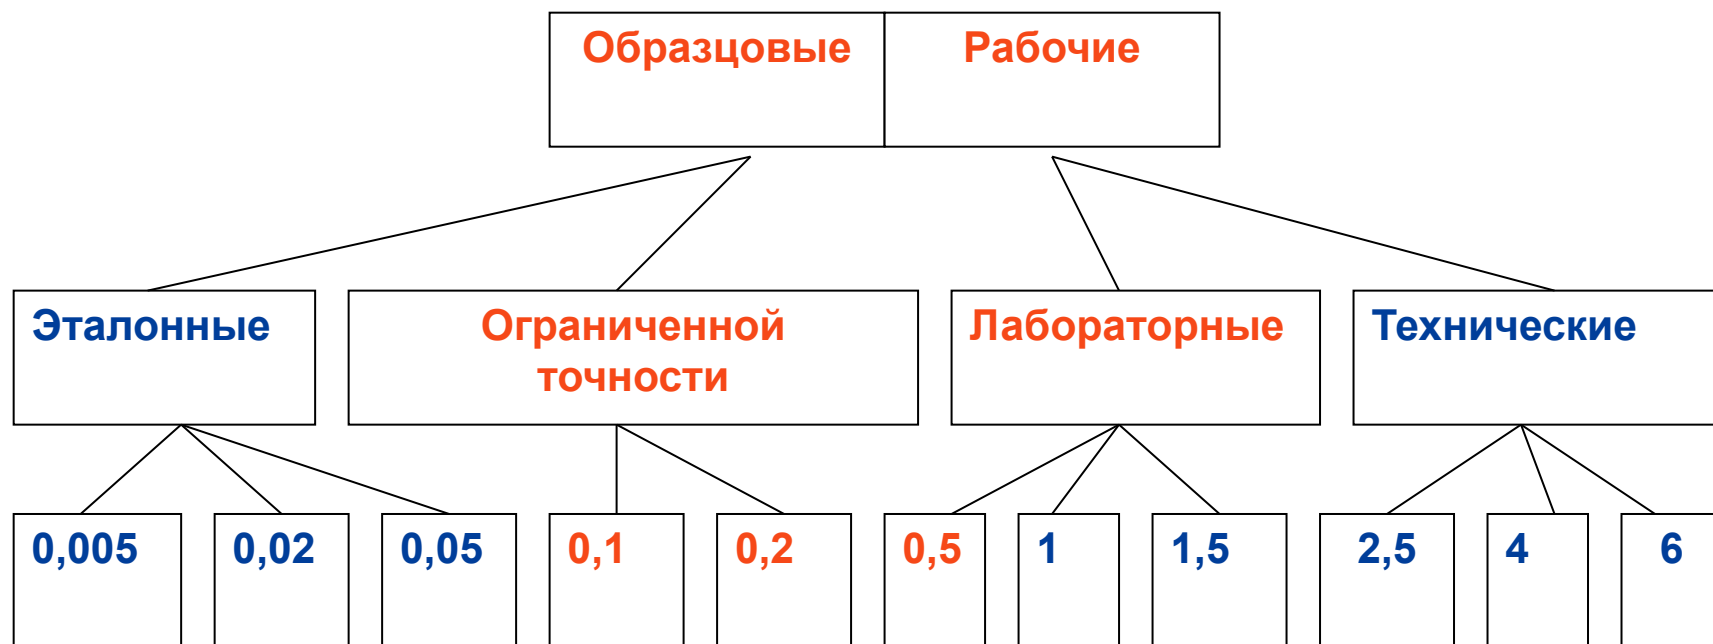 Образцовые
Рабочие
Эталонные
Ограниченной
точности
Лабораторные
Технические
0,005
0,02
0,05
0,1
0,2
0,5
1
1,5
2,5
4
6